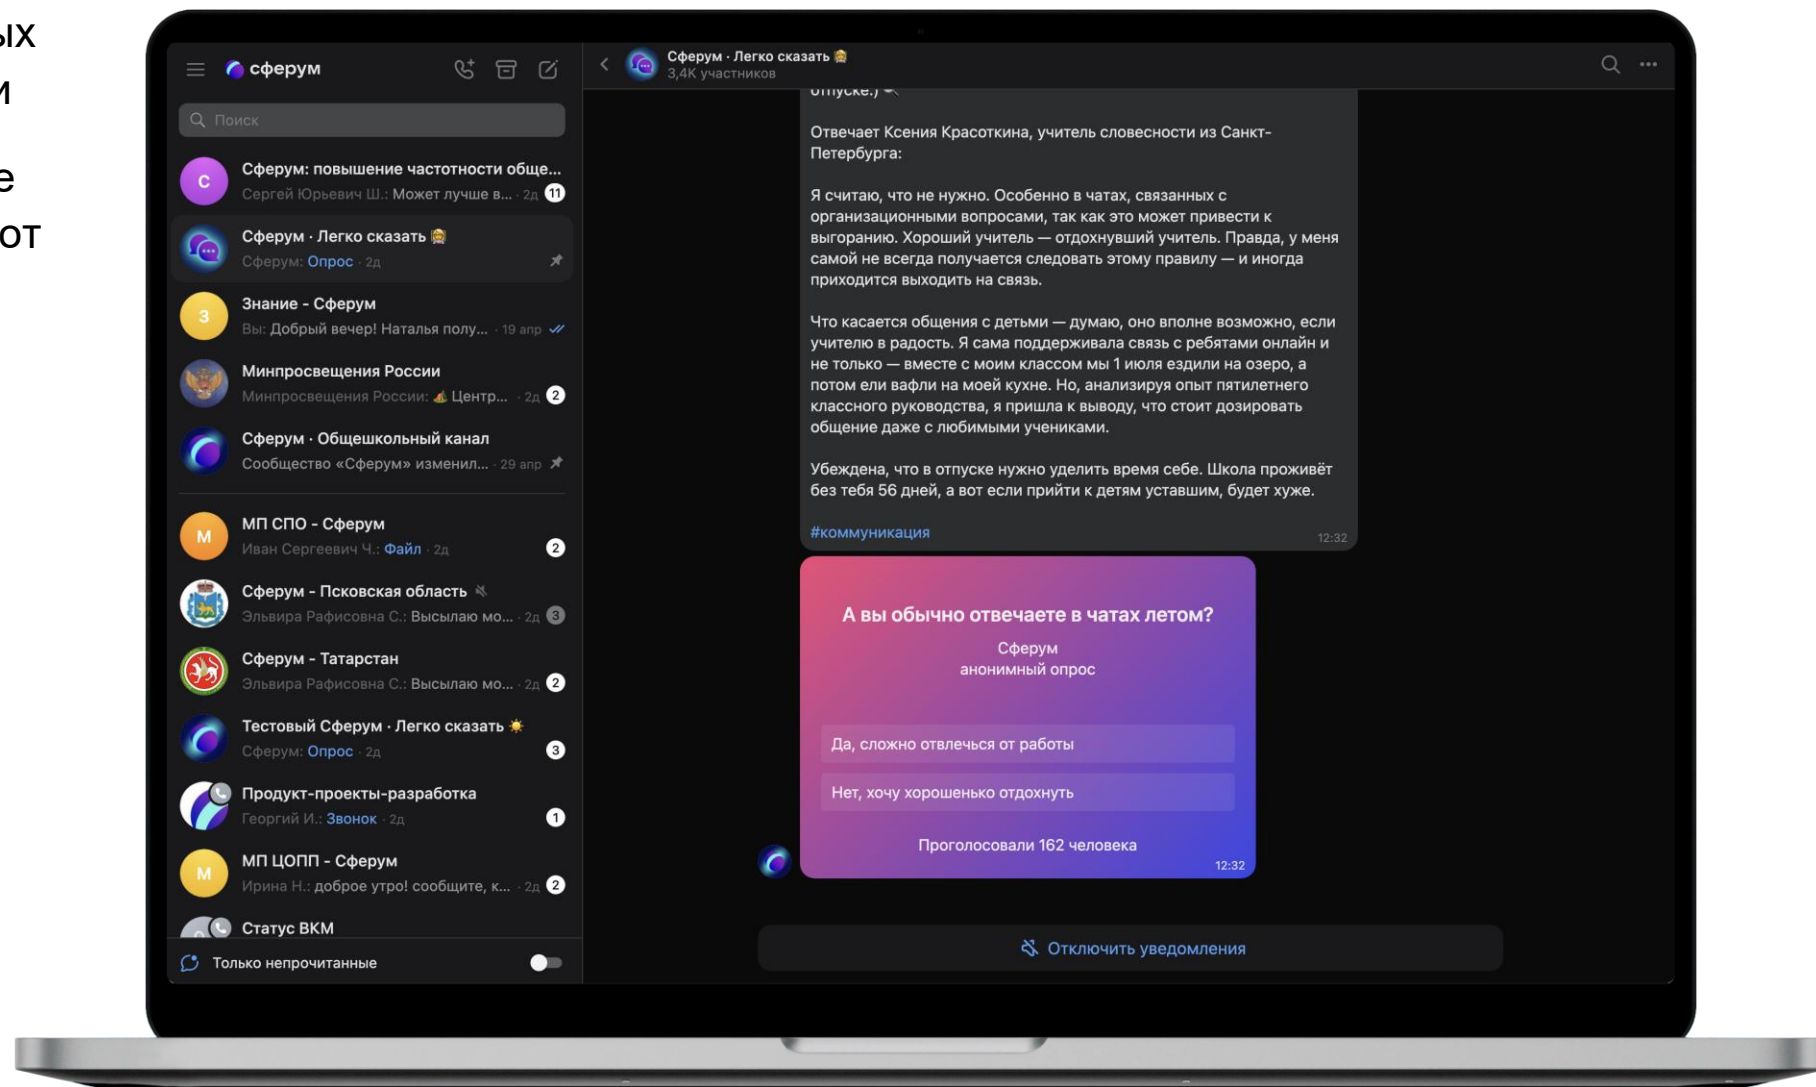 ых
и
е
от
сферум
Поиск
С
Сферум: повышение частотности обще...
Сергей Юрьевич Ш.: Может лучше в... · 2д 11
Сферум · Легко сказать
Сферум: Опрос · 2д
З
Знание - Сферум
Вы: Добрый вечер! Наталья полу... · 19 апр
Минпросвещения России
Минпросвещения России: Центр... · 2д 2
Сферум · Общешкольный канал
Сообщество «Сферум» изменил... · 29 апр
М
МП СПО - Сферум
Иван Сергеевич Ч.: Файл · 2д 2
Сферум - Псковская область
Эльвира Рафисовна С.: Высылаю мо... · 2д 3
Сферум - Татарстан
Эльвира Рафисовна С.: Высылаю мо... · 2д 2
Тестовый Сферум · Легко сказать
Сферум: Опрос · 2д 3
Продукт-проекты-разработка
Георгий И.: Звонок · 2д 1
М
МП ЦОПП - Сферум
Ирина Н.: доброе утро! сообщите, к... · 2д 2
Статус ВКМ
Только непрочитанные
Сферум · Легко сказать
3,4K участников
отпуске.)
Отвечает Ксения Красоткина, учитель словесности из Санкт-
Петербурга:
Я считаю, что не нужно. Особенно в чатах, связанных с
организационными вопросами, так как это может привести к
выгоранию. Хороший учитель — отдохнувший учитель. Правда, у меня
самой не всегда получается следовать этому правилу — и иногда
приходится выходить на связь.
Что касается общения с детьми — думаю, оно вполне возможно, если
учителю в радость. Я сама поддерживала связь с ребятами онлайн и
не только — вместе с моим классом мы 1 июля ездили на озеро, а
потом ели вафли на моей кухне. Но, анализируя опыт пятилетнего
классного руководства, я пришла к выводу, что стоит дозировать
общение даже с любимыми учениками.
Убеждена, что в отпуске нужно уделить время себе. Школа проживёт
без тебя 56 дней, а вот если прийти к детям уставшим, будет хуже.
#коммуникация
12:32
А вы обычно отвечаете в чатах летом?
Сферум
анонимный опрос
Да, сложно отвлечься от работы
Нет, хочу хорошенько отдохнуть
Проголосовали 162 человека
12:32
Отключить уведомления